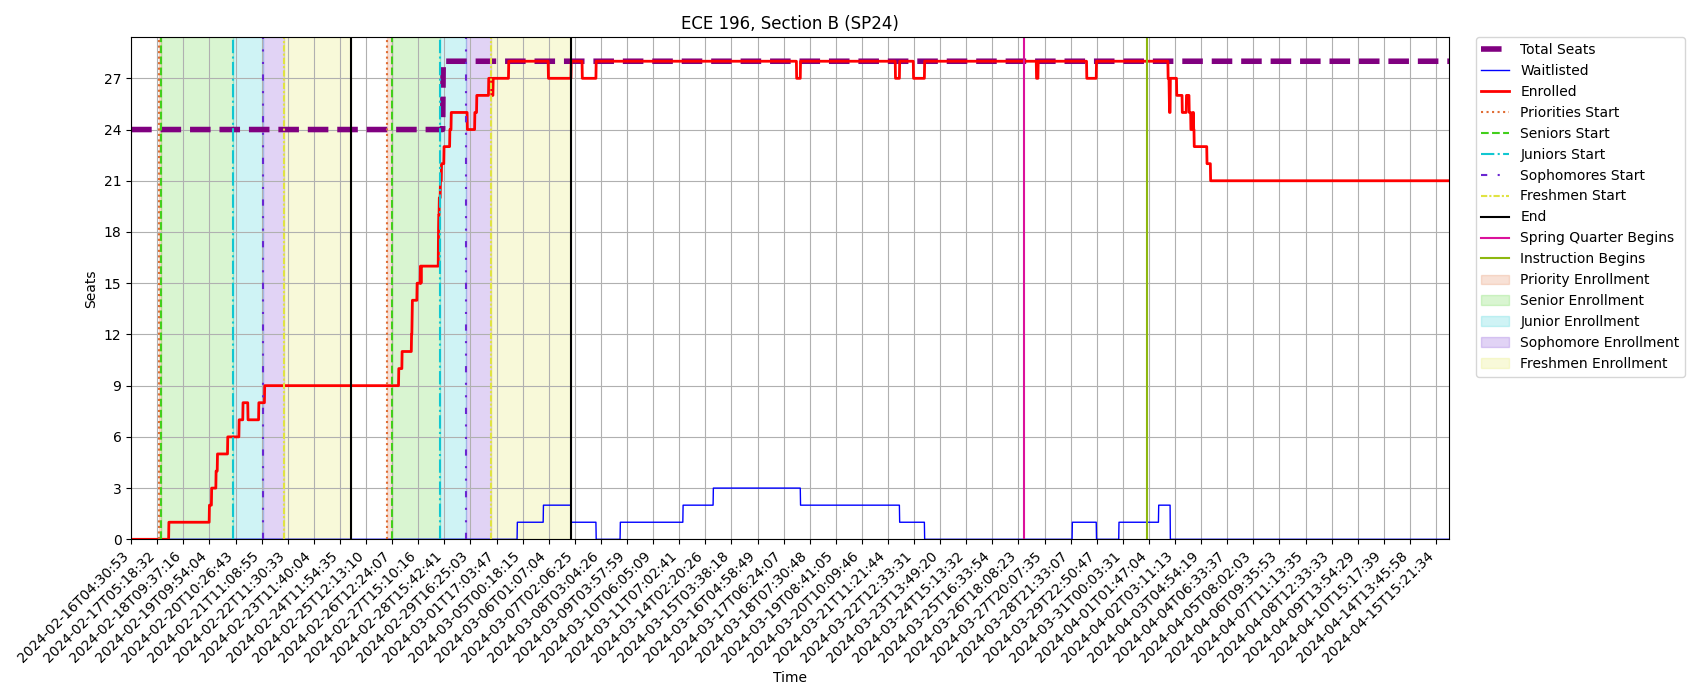 ECE 196, Section B (SP24)
Seats
27
24
21
18
15
12
9
6
3
0
2024-02-16T04:30:53
2024-02-17T05:18:32
2024-02-18T09:37:16
2024-02-19T09:54:04
2024-02-20T10:26:43
2024-02-21T11:08:55
2024-02-22T11:30:33
2024-02-23T11:40:04
2024-02-24T11:54:35
2024-02-25T12:13:10
2024-02-26T12:24:07
2024-02-27T15:10:16
2024-02-28T15:42:41
2024-02-29T16:25:03
2024-03-01T17:03:47
2024-03-05T00:18:15
2024-03-06T01:07:04
2024-03-07T02:06:25
2024-03-08T03:04:26
2024-03-09T03:57:59
2024-03-10T06:05:09
2024-03-11T07:02:41
2024-03-14T02:20:26
2024-03-15T03:38:18
2024-03-16T04:58:49
2024-03-17T06:24:07
2024-03-18T07:30:48
2024-03-19T08:41:05
2024-03-20T10:09:46
2024-03-21T11:21:44
2024-03-22T12:33:31
2024-03-23T13:49:20
2024-03-24T15:13:32
2024-03-25T16:33:54
2024-03-26T18:08:23
2024-03-27T20:07:35
2024-03-28T21:33:07
2024-03-29T22:50:47
2024-03-31T00:03:31
2024-04-01T01:47:04
2024-04-02T03:11:13
2024-04-03T04:54:19
2024-04-04T06:33:37
2024-04-05T08:02:03
2024-04-06T09:35:53
2024-04-07T11:13:35
2024-04-08T12:33:33
2024-04-09T13:54:29
2024-04-10T15:17:39
2024-04-14T13:45:58
2024-04-15T15:21:34
Time
Total Seats
Waitlisted
Enrolled
Priorities Start
Seniors Start
Juniors Start
Sophomores Start
Freshmen Start
End
Spring Quarter Begins
Instruction Begins
Priority Enrollment
Senior Enrollment
Junior Enrollment
Sophomore Enrollment
Freshmen Enrollment